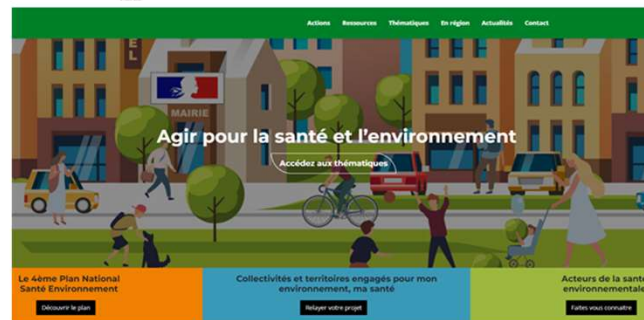 Actions Ressources Thématiques En région Actualités Contact
EL
MAIRIE
Agir pour la santé et l'environnement
Accédez aux thématiques
Le 4ème Plan National
Santé Environnement
Découvrir le plan
Collectivités et territoires engagés pour mon
environnement, ma santé
Relayer votre projet
Acteurs de la santé
environnementale
Faites vous connaitre